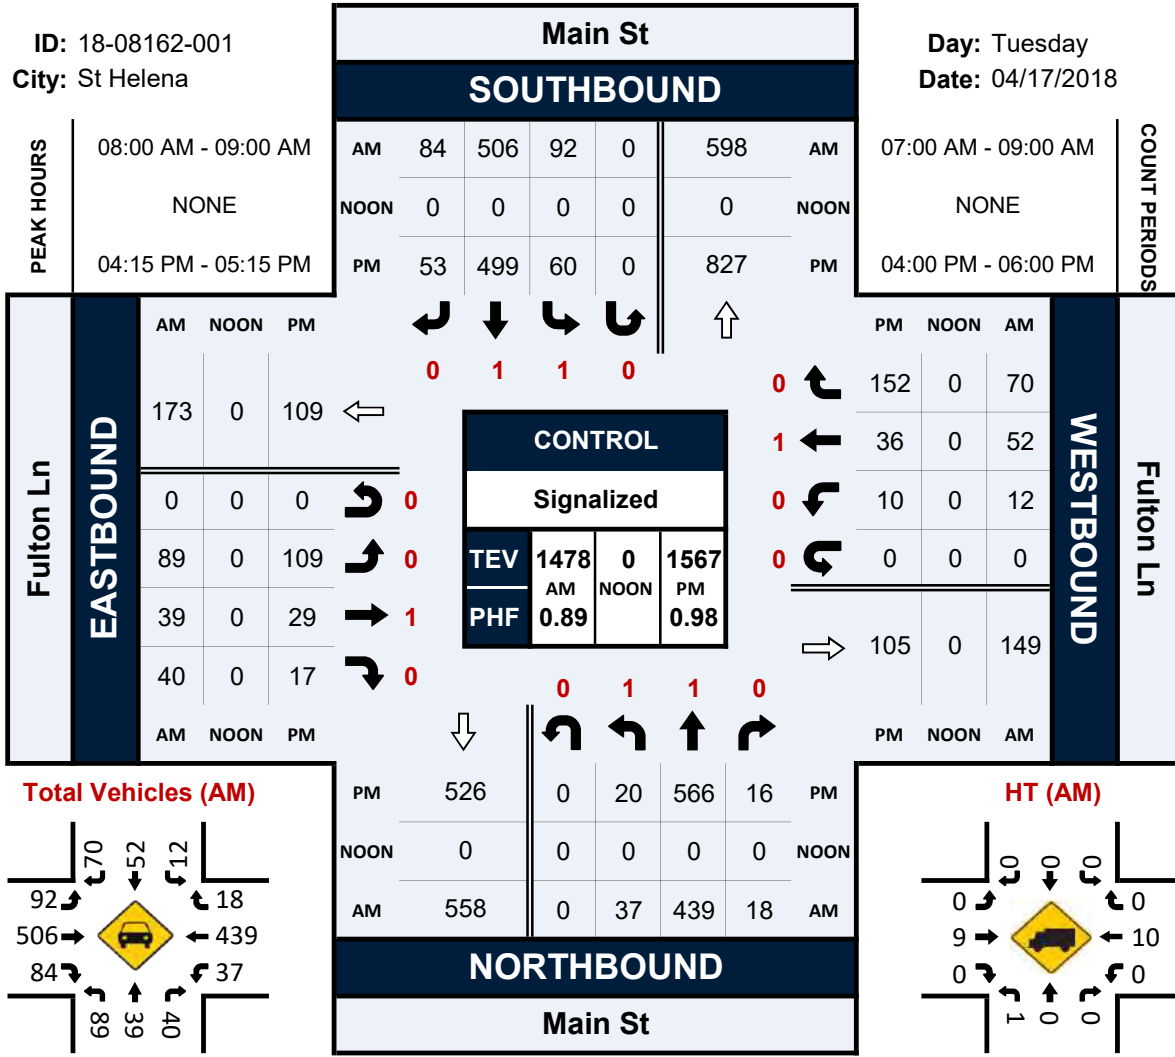 ID: 18-08162-001
City: St Helena
Main St
SOUTHBOUND
Day: Tuesday
Date: 04/17/2018
PEAK HOURS
08:00 AM - 09:00 AM
NONE
04:15 PM - 05:15 PM
AM 84 506 92 0 598 AM
NOON 0 0 0 0 0 NOON
PM 53 499 60 0 827 PM
07:00 AM - 09:00 AM
NONE
04:00 PM - 06:00 PM
COUNT PERIODS
0 1 1 0
Fulton Ln
EASTBOUND
AM NOON PM
173 0 109
0 0 0 0
89 0 109 0
39 0 29 1
40 0 17 0
AM NOON PM
CONTROL
Signalized
TEV 1478 0 1567
AM NOON PM
PHF 0.89 0.98
PM NOON AM
0 152 0 70
1 36 0 52
0 10 0 12
0 0 0 0
105 0 149
PM NOON AM
WESTBOUND
Fulton Ln
0 1 1 0
PM 526 0 20 566 16 PM
NOON 0 0 0 0 0 NOON
AM 558 0 37 439 18 AM
NORTHBOUND
Main St
Total Vehicles (AM)
70 52 12
92 18
506 439
84 37
89 39 40
HT (AM)
0 0 0
0 0
9 10
0 0
1 0 0